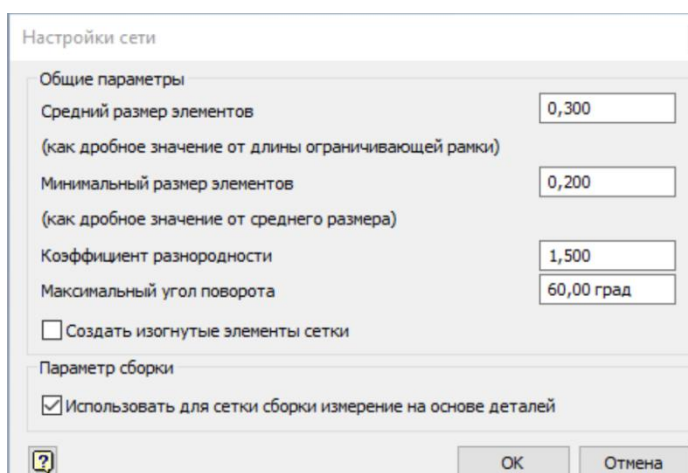 Настройки сети
Общие параметры
Средний размер элементов 0,300
(как дробное значение от длины ограничивающей рамки)
Минимальный размер элементов 0,200
(как дробное значение от среднего размера)
Коэффициент разнородности 1,500
Максимальный угол поворота 60,00 град
Создать изогнутые элементы сетки
Параметр сборки
Использовать для сетки сборки измерение на основе деталей
? OK Отмена